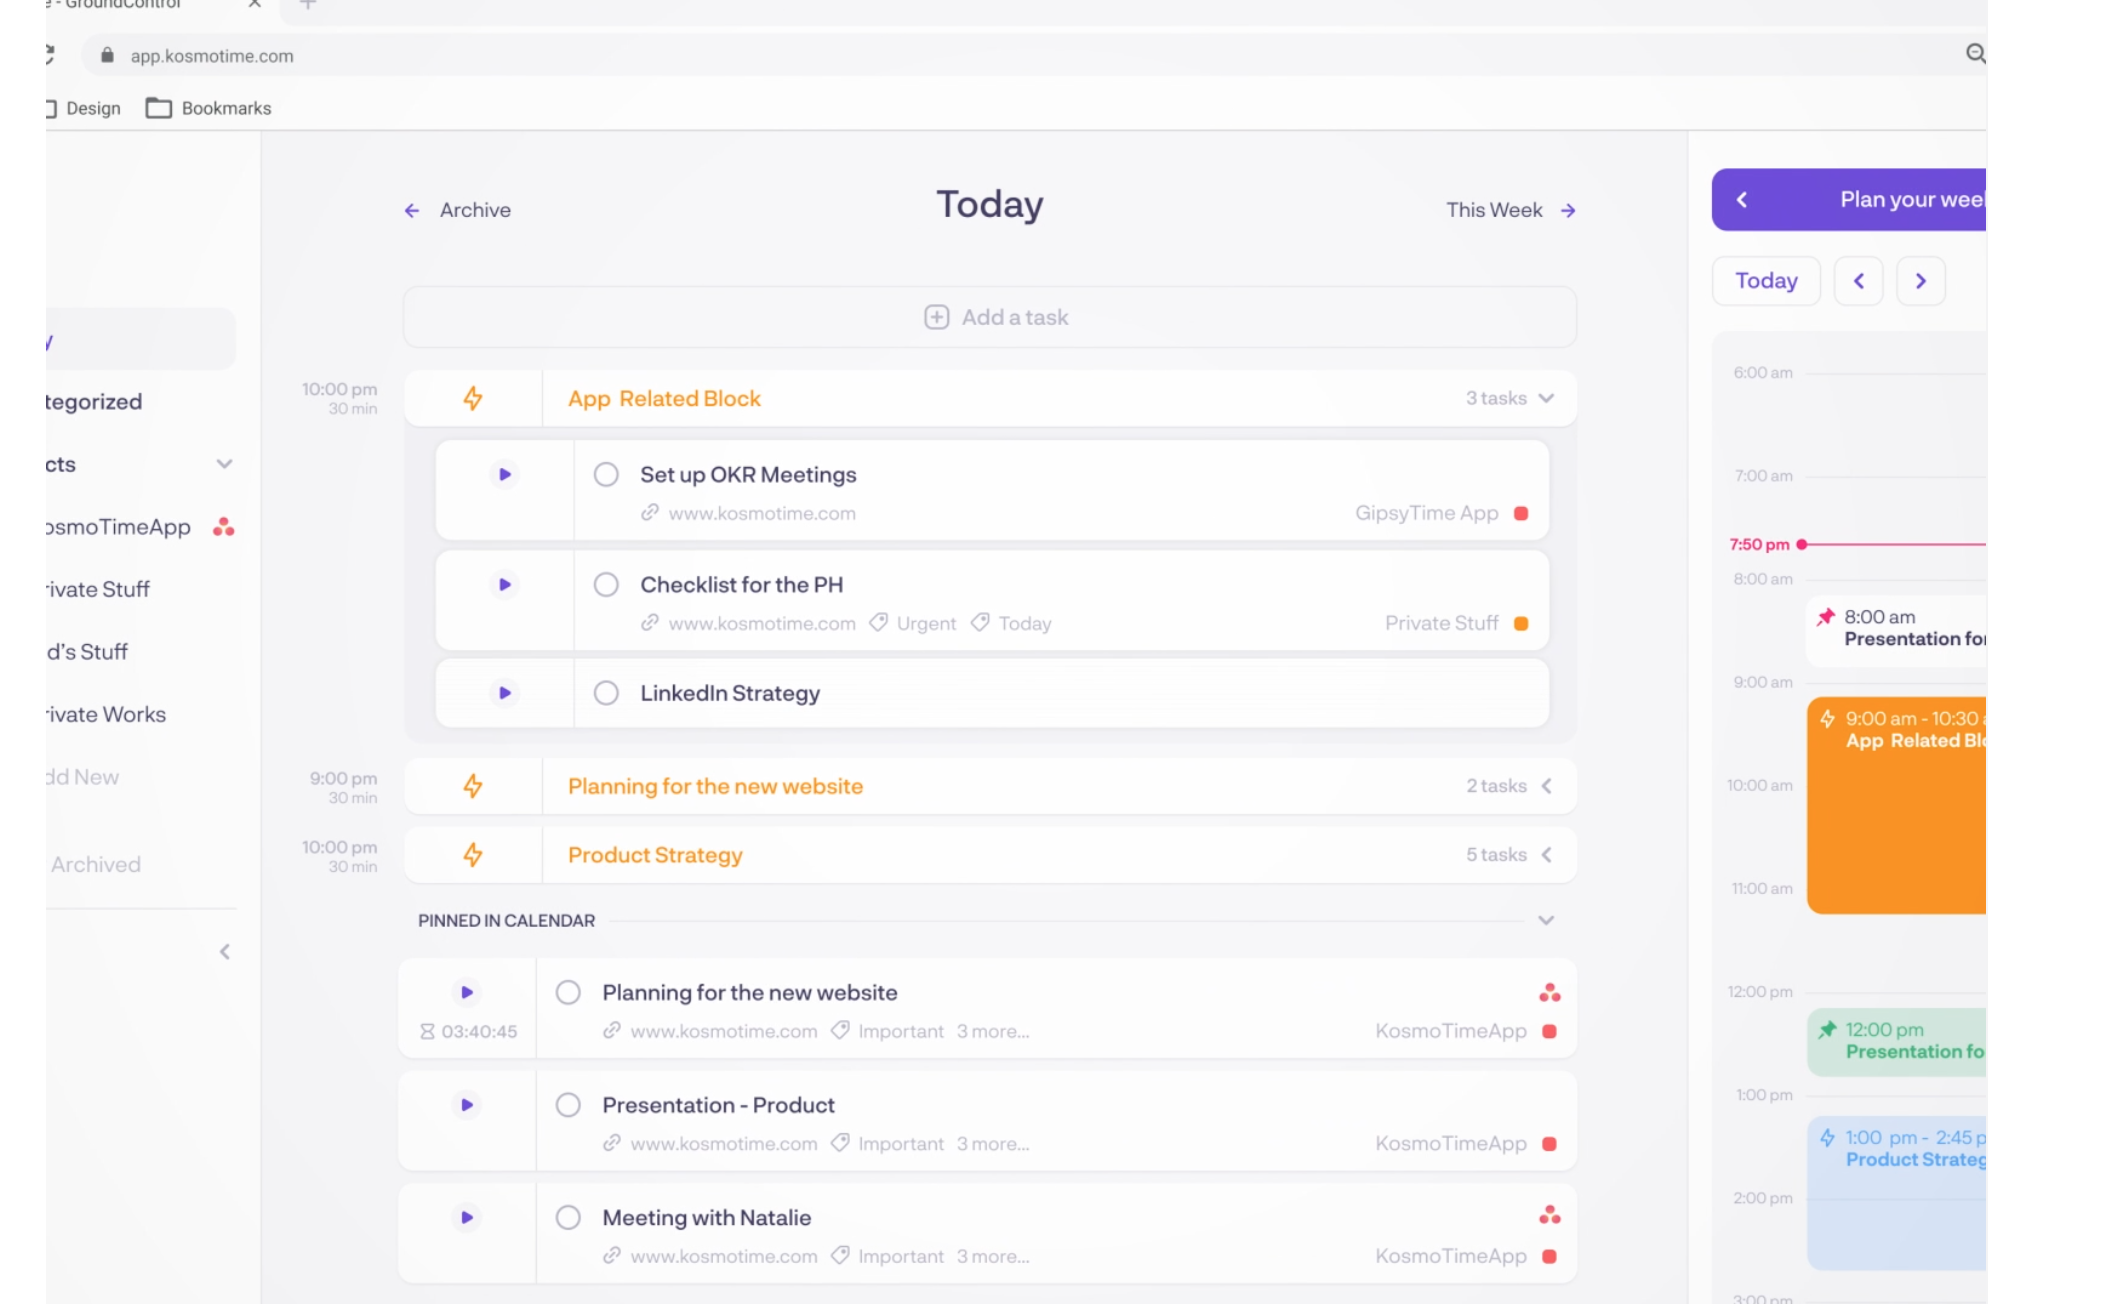 GroundControl
app.kosmotime.com
Design
Bookmarks
tegorized
cts
osmoTimeApp
rivate Stuff
d's Stuff
rivate Works
dd New
Archived
Archive
Today
This Week
Add a task
10:00 pm
30 min
App Related Block
3 tasks
Set up OKR Meetings
www.kosmotime.com
GipsyTime App
Checklist for the PH
www.kosmotime.com Urgent Today
Private Stuff
LinkedIn Strategy
9:00 pm
30 min
Planning for the new website
2 tasks
10:00 pm
30 min
Product Strategy
5 tasks
PINNED IN CALENDAR
Planning for the new website
03:40:45
www.kosmotime.com Important 3 more...
KosmoTimeApp
Presentation - Product
www.kosmotime.com Important 3 more...
KosmoTimeApp
Meeting with Natalie
www.kosmotime.com Important 3 more...
KosmoTimeApp
Plan your wee
Today
6:00 am
7:00 am
7:50 pm
8:00 am
8:00 am
Presentation for
9:00 am
9:00 am - 10:30
App Related Blo
10:00 am
11:00 am
12:00 pm
12:00 pm
Presentation fo
1:00 pm
1:00 pm - 2:45 p
Product Strateg
2:00 pm
3:00 pm